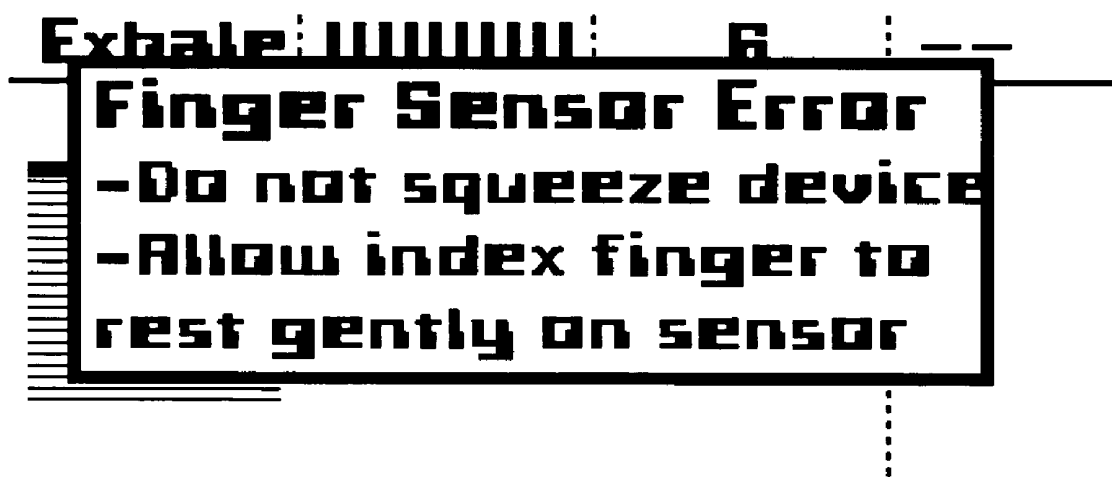 Exhale 6 --
Finger Sensor Error
-Do not squeeze device
-Allow index finger to
rest gently on sensor